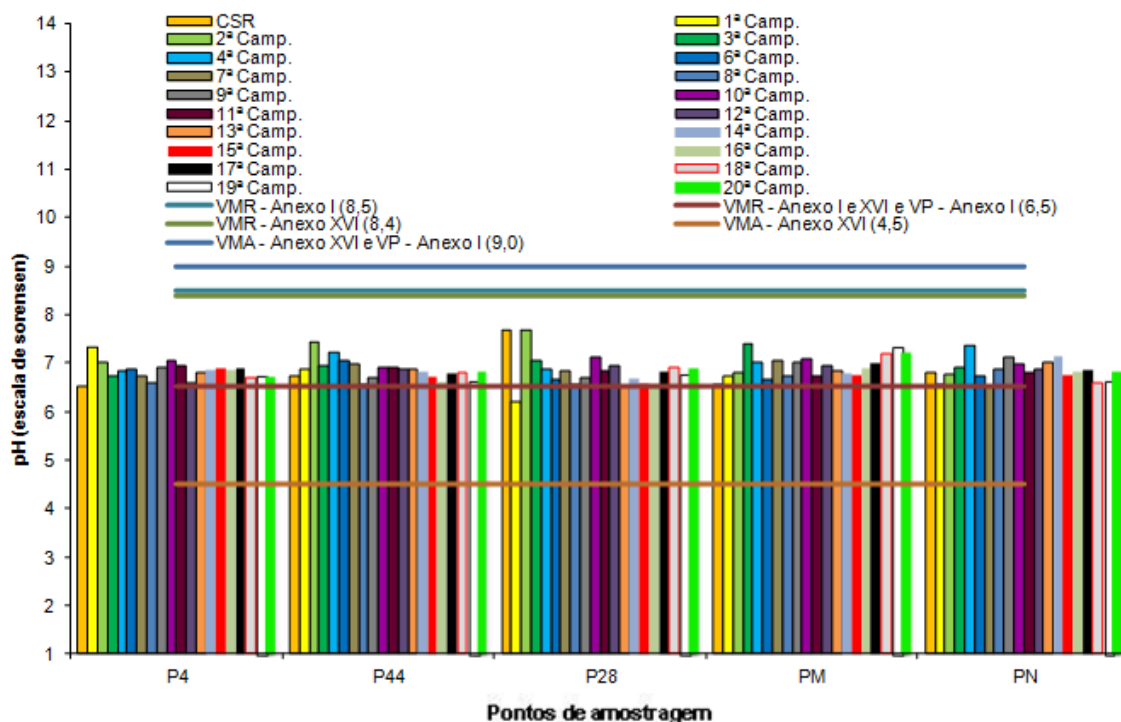 14
13
12
11
10
9
8
7
6
5
4
3
2
1
pH (escala de sorensen)
CSR
1ª Camp.
2ª Camp.
3ª Camp.
4ª Camp.
6ª Camp.
7ª Camp.
8ª Camp.
9ª Camp.
10ª Camp.
11ª Camp.
12ª Camp.
13ª Camp.
14ª Camp.
15ª Camp.
16ª Camp.
17ª Camp.
18ª Camp.
19ª Camp.
20ª Camp.
VMR - Anexo I (8,5)
VMR - Anexo I e XVI e VP - Anexo I (6,5)
VMR - Anexo XVI (8,4)
VMA - Anexo XVI (4,5)
VMA - Anexo XVI e VP - Anexo I (9,0)
P4
P44
P28
PM
PN
Pontos de amostragem